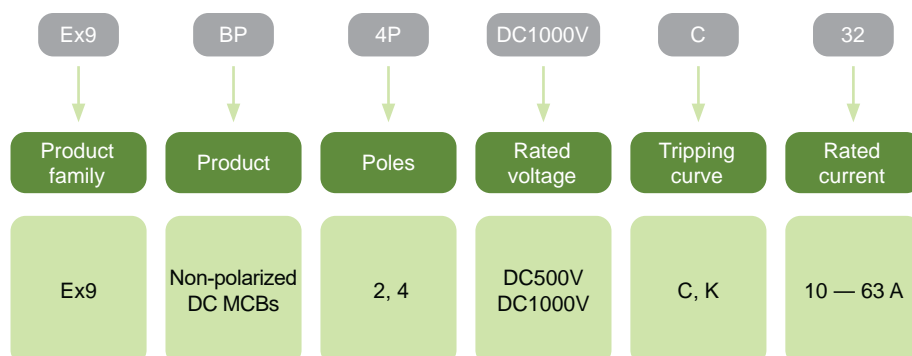 Ex9 BP 4P DC1000V C 32
Product family
Product
Poles
Rated voltage
Tripping curve
Rated current
Ex9
Non-polarized
DC MCBs
2, 4
DC500V
DC1000V
C, K
10 — 63 A